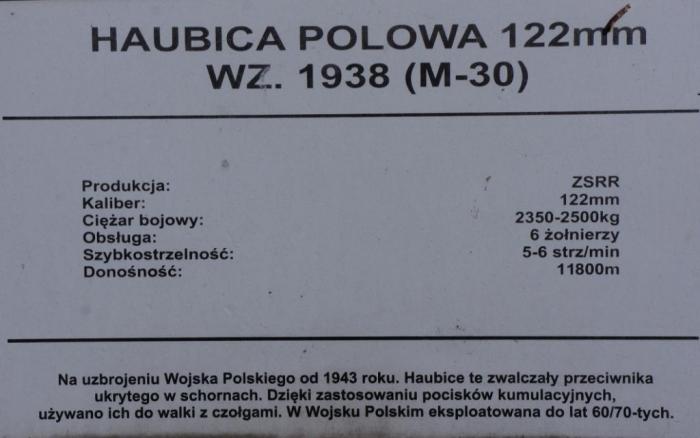 HAUBICA POLOWA 122mm
WZ. 1938 (M-30)
Produkcja: ZSRR
Kaliber: 122mm
Ciężar bojowy: 2350-2500kg
Obsługa: 6 żołnierzy
Szybkostrzelność: 5-6 strz/min
Donośność: 11800m
Na uzbrojeniu Wojska Polskiego od 1943 roku. Haubice te zwalczały przeciwnika
ukrytego w schornach. Dzięki zastosowaniu pocisków kumulacyjnych,
używano ich do walki z czołgami. W Wojsku Polskim eksploatowana do lat 60/70-tych.